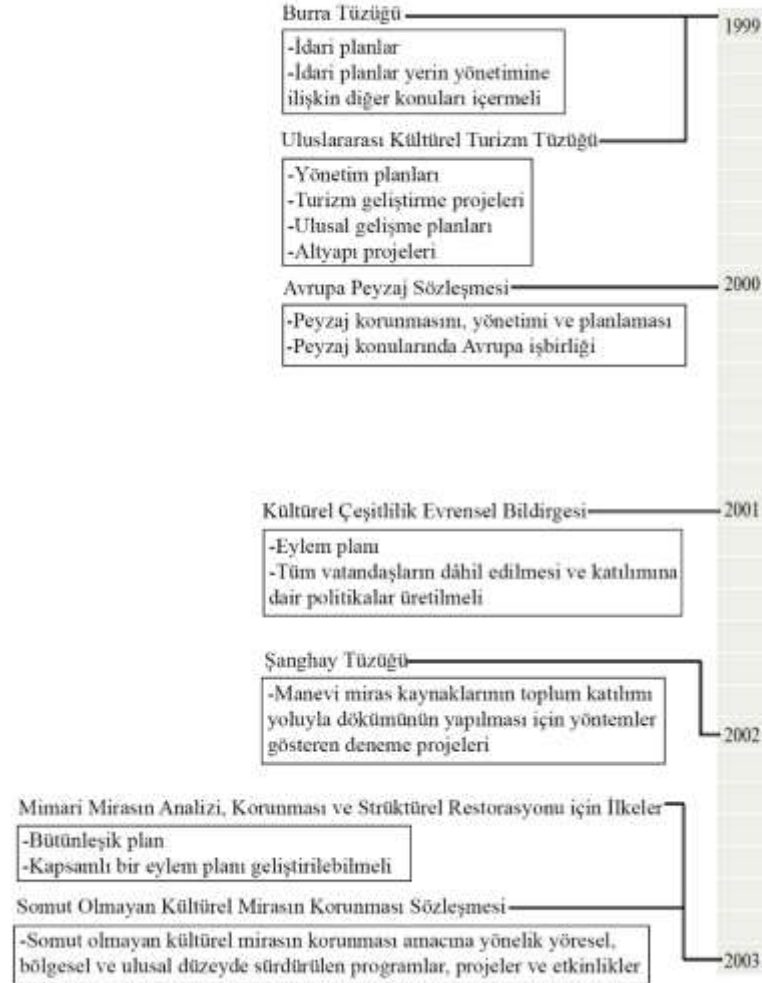 Burra Tüzüğü
1999
-İdari planlar
-İdari planlar yerin yönetimine
ilişkin diğer konuları içermeli
Uluslararası Kültürel Turizm Tüzüğü
-Yönetim planları
-Turizm geliştirme projeleri
-Ulusal gelişme planları
-Altyapı projeleri
Avrupa Peyzaj Sözleşmesi
2000
-Peyzaj korunmasını, yönetimi ve planlaması
-Peyzaj konularında Avrupa işbirliği
Kültürel Çeşitlilik Evrensel Bildirgesi
2001
-Eylem planı
-Tüm vatandaşların dâhil edilmesi ve katılımına
dair politikalar üretilmeli
Şanghay Tüzüğü
-Manevi miras kaynaklarının toplum katılımı
yoluyla dökümünün yapılması için yöntemler
gösteren deneme projeleri
2002
Mimari Mirasın Analizi, Korunması ve Strüktürel Restorasyonu için İlkeler
-Bütünleşik plan
-Kapsamlı bir eylem planı geliştirilebilmeli
Somut Olmayan Kültürel Mirasın Korunması Sözleşmesi
-Somut olmayan kültürel mirasın korunması amacına yönelik yöresel,
bölgesel ve ulusal düzeyde sürdürülen programlar, projeler ve etkinlikler
2003